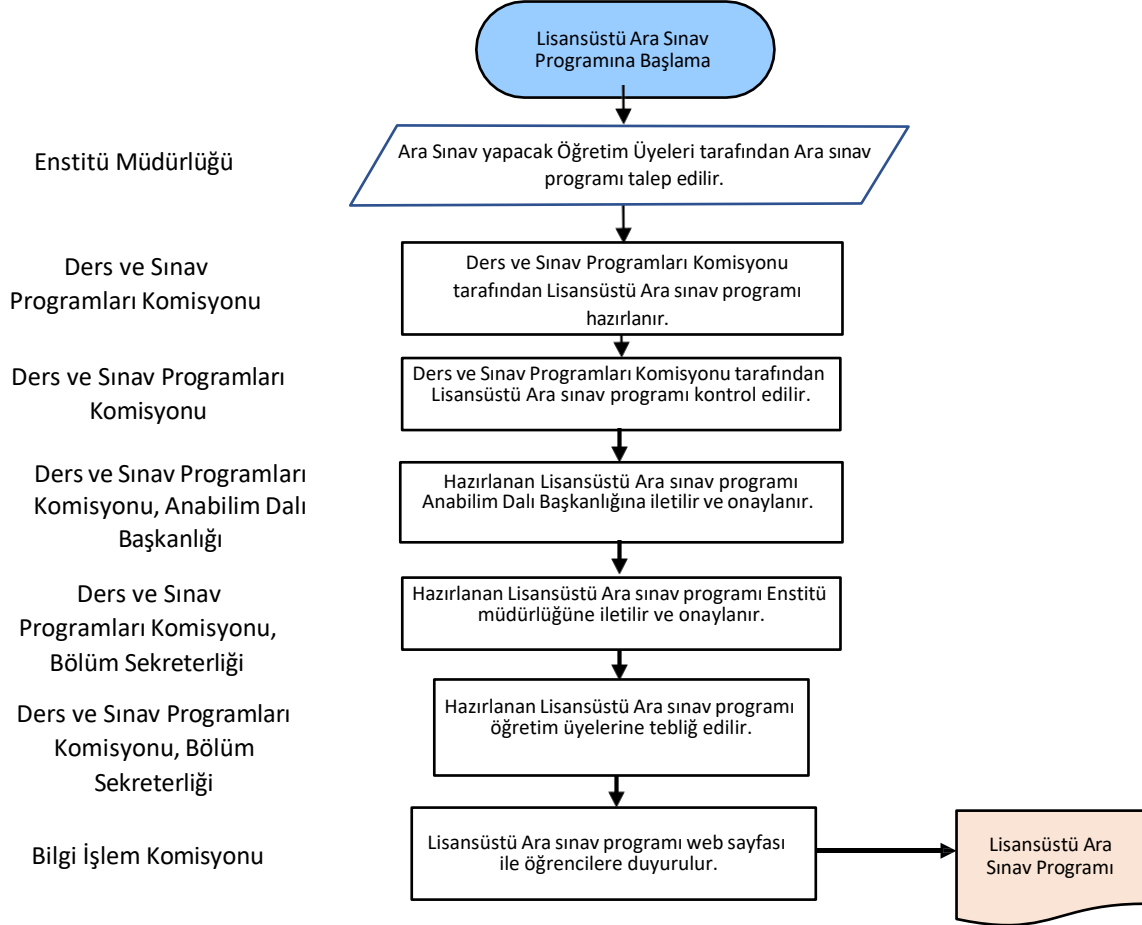 Lisansüstü Ara Sınav
Programına Başlama
Enstitü Müdürlüğü
Ara Sınav yapacak Öğretim Üyeleri tarafından Ara sınav
programı talep edilir.
Ders ve Sınav
Programları Komisyonu
Ders ve Sınav Programları Komisyonu
tarafından Lisansüstü Ara sınav programı
hazırlanır.
Ders ve Sınav Programları
Komisyonu
Ders ve Sınav Programları Komisyonu tarafından
Lisansüstü Ara sınav programı kontrol edilir.
Ders ve Sınav Programları
Komisyonu, Anabilim Dalı
Başkanlığı
Hazırlanan Lisansüstü Ara sınav programı
Anabilim Dalı Başkanlığına iletilir ve onaylanır.
Ders ve Sınav
Programları Komisyonu,
Bölüm Sekreterliği
Hazırlanan Lisansüstü Ara sınav programı Enstitü
müdürlüğüne iletilir ve onaylanır.
Ders ve Sınav Programları
Komisyonu, Bölüm
Sekreterliği
Hazırlanan Lisansüstü Ara sınav programı
öğretim üyelerine tebliğ edilir.
Bilgi İşlem Komisyonu
Lisansüstü Ara sınav programı web sayfası
ile öğrencilere duyurulur.
Lisansüstü Ara
Sınav Programı